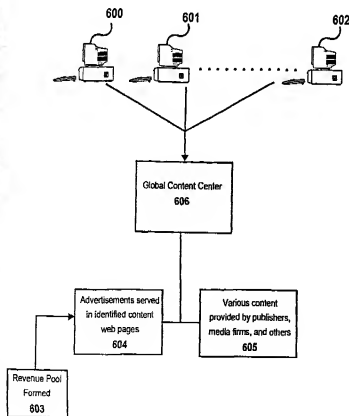 600
601
602
Global Content Center
606
Advertisements served
in identified content
web pages
604
Various content
provided by publishers,
media firms, and others
605
Revenue Pool
Formed
603